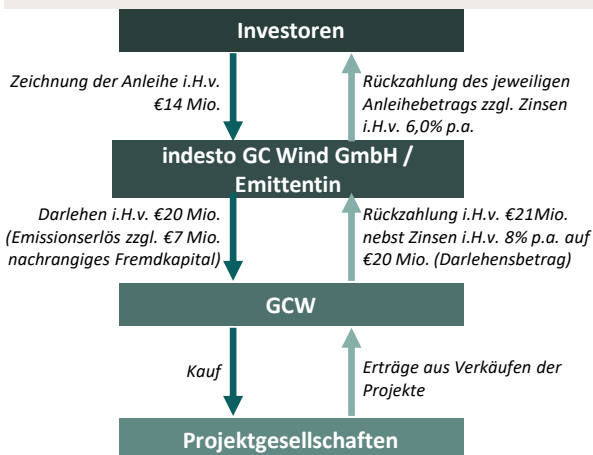 Investoren
Zeichnung der Anleihe i.H.v.
€14 Mio.
Rückzahlung des jeweiligen
Anleihebetrags zzgl. Zinsen
i.H.v. 6,0% p.a.
indesto GC Wind GmbH /
Emittentin
Darlehen i.H.v. €20 Mio.
(Emissionserlös zzgl. €7 Mio.
nachrangiges Fremdkapital)
Rückzahlung i.H.v. €21Mio.
nebst Zinsen i.H.v. 8% p.a. auf
€20 Mio. (Darlehensbetrag)
GCW
Kauf
Erträge aus Verkäufen der
Projekte
Projektgesellschaften